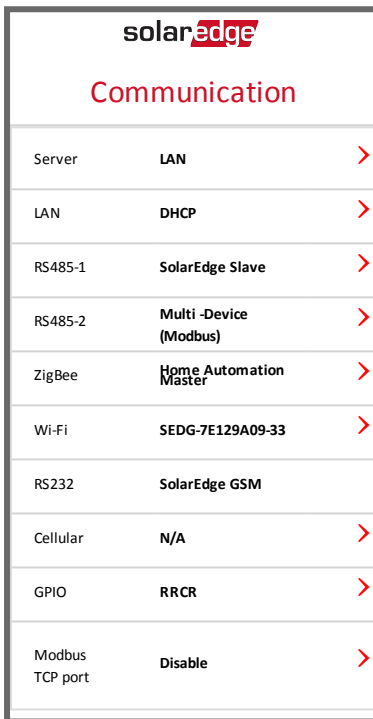 solaredge
Communication
Server LAN
LAN DHCP
RS485-1 SolarEdge Slave
RS485-2 Multi -Device
(Modbus)
ZigBee Home Automation
Master
Wi-Fi SEDG-7E129A09-33
RS232 SolarEdge GSM
Cellular N/A
GPIO RRCR
Modbus
TCP port Disable